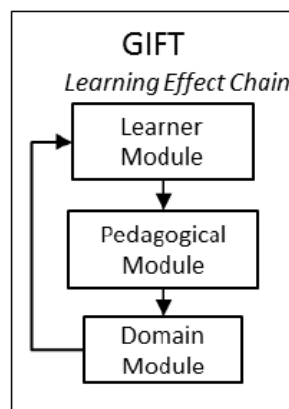 GIFT
Learning Effect Chain
Learner
Module
Pedagogical
Module
Domain
Module